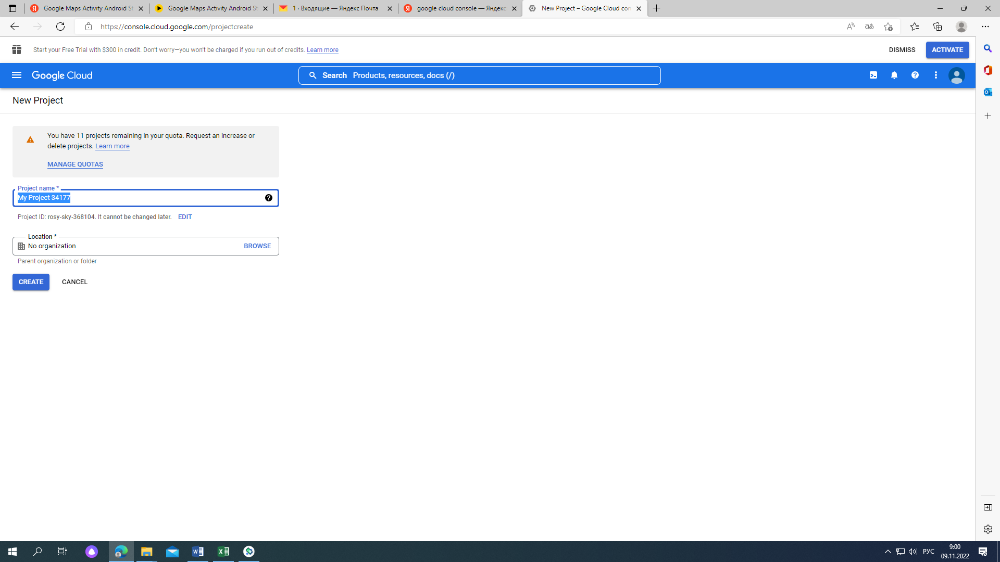 Google Maps Activity Android St
Google Maps Activity Android St
1 · Входящие — Яндекс Почта
google cloud console — Яндекс
New Project – Google Cloud con
https://console.cloud.google.com/projectcreate
Start your Free Trial with $300 in credit. Don't worry—you won't be charged if you run out of credits. Learn more
DISMISS
ACTIVATE
Google Cloud
Search Products, resources, docs (/)
New Project
You have 11 projects remaining in your quota. Request an increase or
delete projects. Learn more
MANAGE QUOTAS
Project name *
My Project 34177
Project ID: rosy-sky-368104. It cannot be changed later. EDIT
Location *
No organization
BROWSE
Parent organization or folder
CREATE
CANCEL
РУС
9:00
09.11.2022